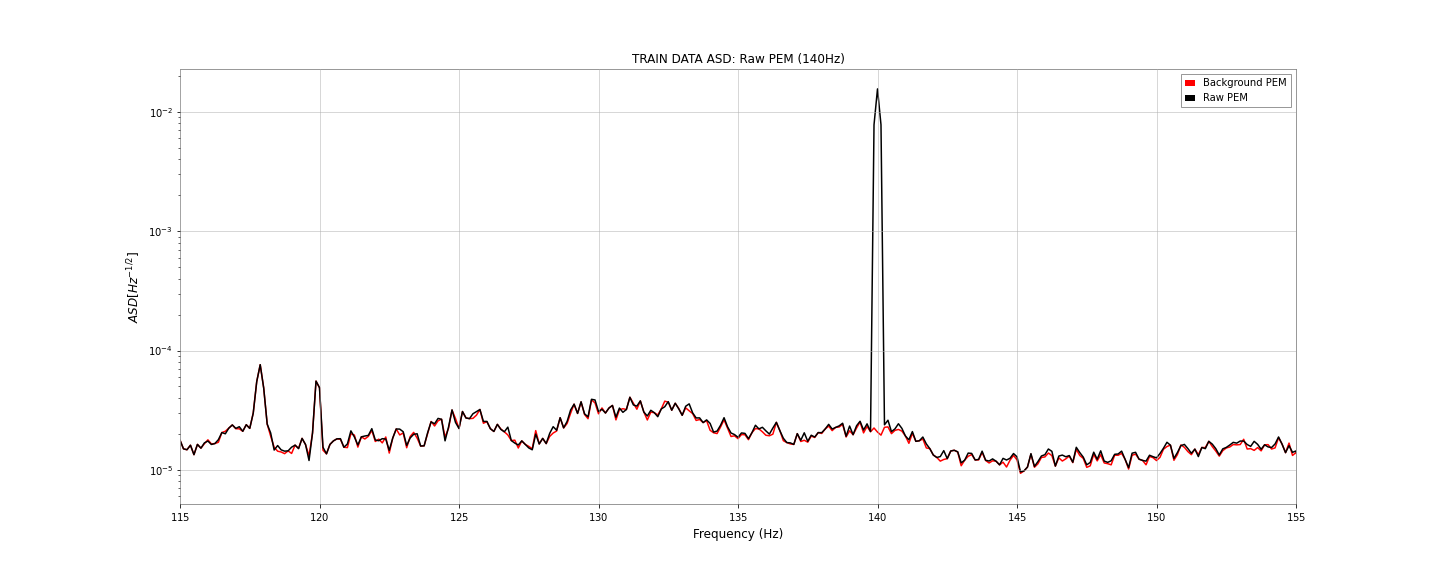 TRAIN DATA ASD: Raw PEM (140Hz)
Background PEM
Raw PEM
10⁻²
10⁻³
10⁻⁴
10⁻⁵
ASD[Hz⁻¹/²]
115 120 125 130 135 140 145 150 155
Frequency (Hz)